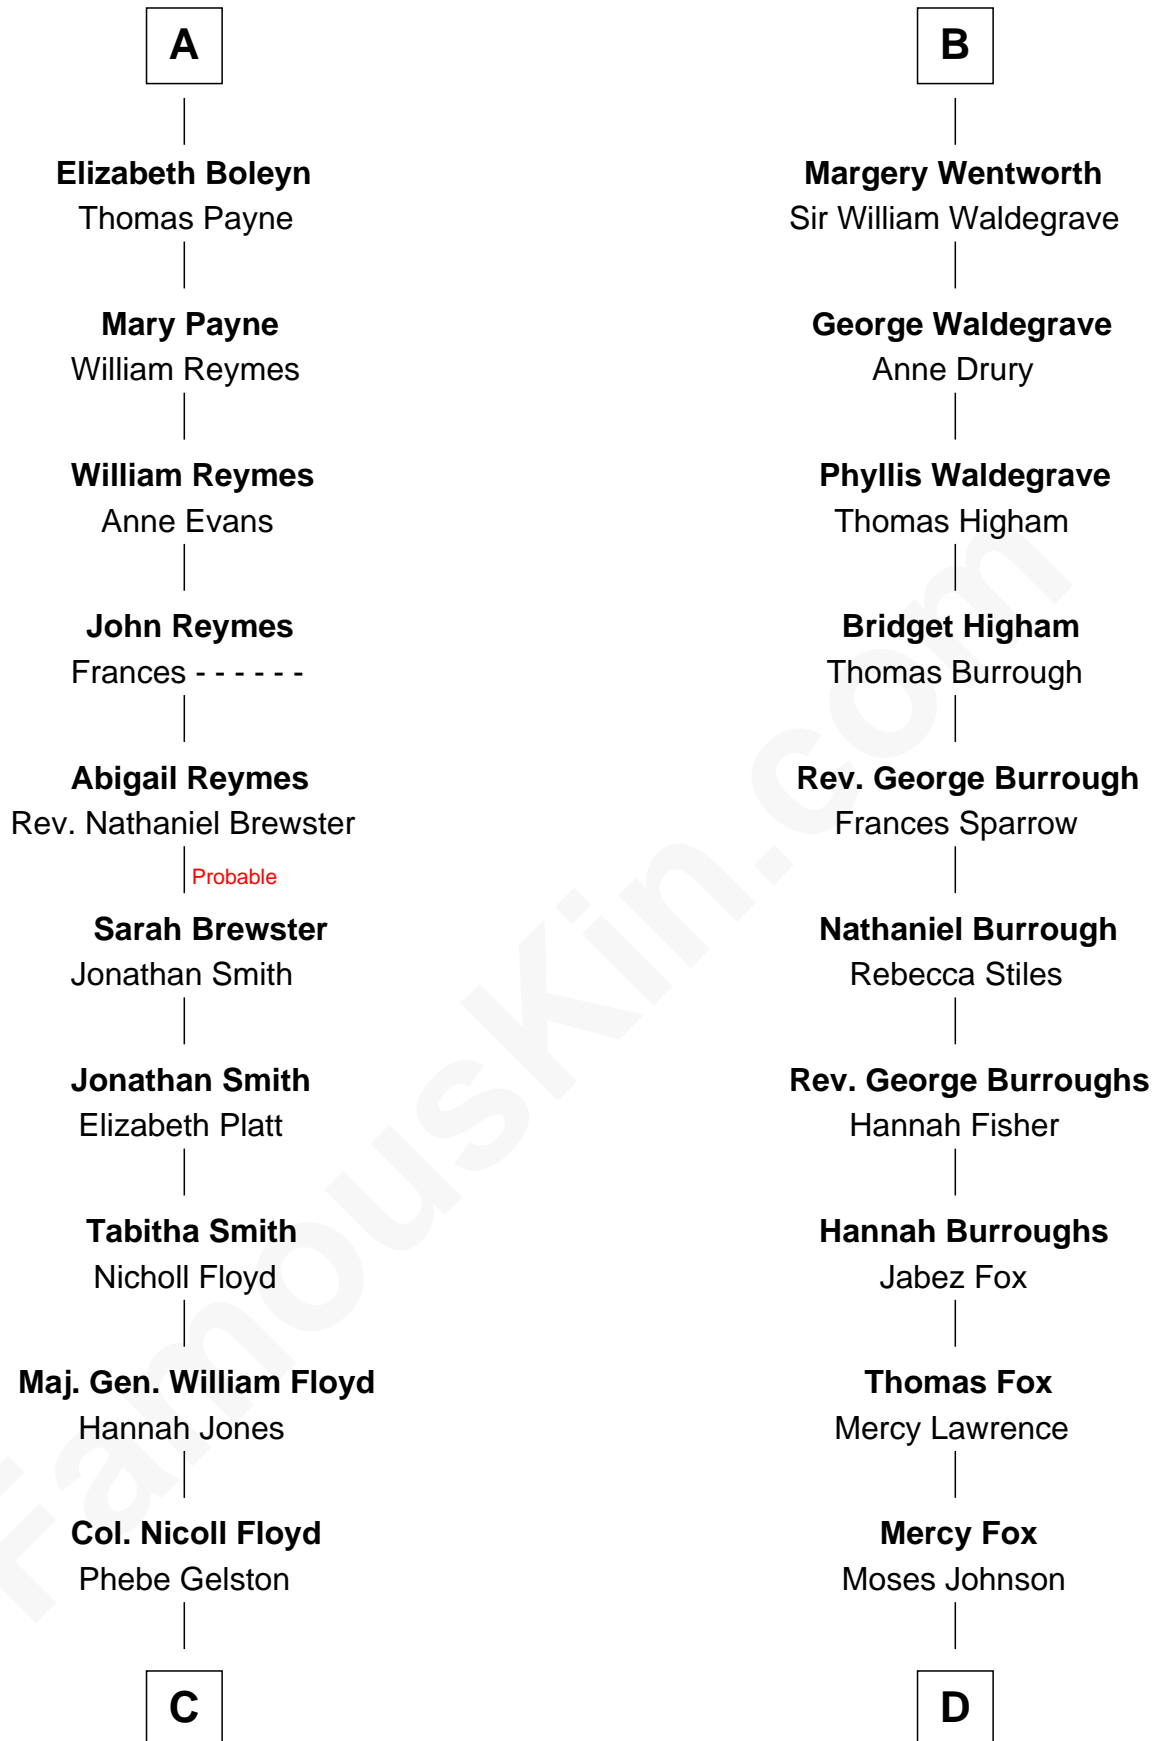 A
Elizabeth Boleyn
Thomas Payne
Mary Payne
William Reymes
William Reymes
Anne Evans
John Reymes
Frances - - - - - -
Abigail Reymes
Rev. Nathaniel Brewster
Probable
Sarah Brewster
Jonathan Smith
Jonathan Smith
Elizabeth Platt
Tabitha Smith
Nicholl Floyd
Maj. Gen. William Floyd
Hannah Jones
Col. Nicoll Floyd
Phebe Gelston
C
B
Margery Wentworth
Sir William Waldegrave
George Waldegrave
Anne Drury
Phyllis Waldegrave
Thomas Higham
Bridget Higham
Thomas Burrough
Rev. George Burrough
Frances Sparrow
Nathaniel Burrough
Rebecca Stiles
Rev. George Burroughs
Hannah Fisher
Hannah Burroughs
Jabez Fox
Thomas Fox
Mercy Lawrence
Mercy Fox
Moses Johnson
D
FamousKin.com